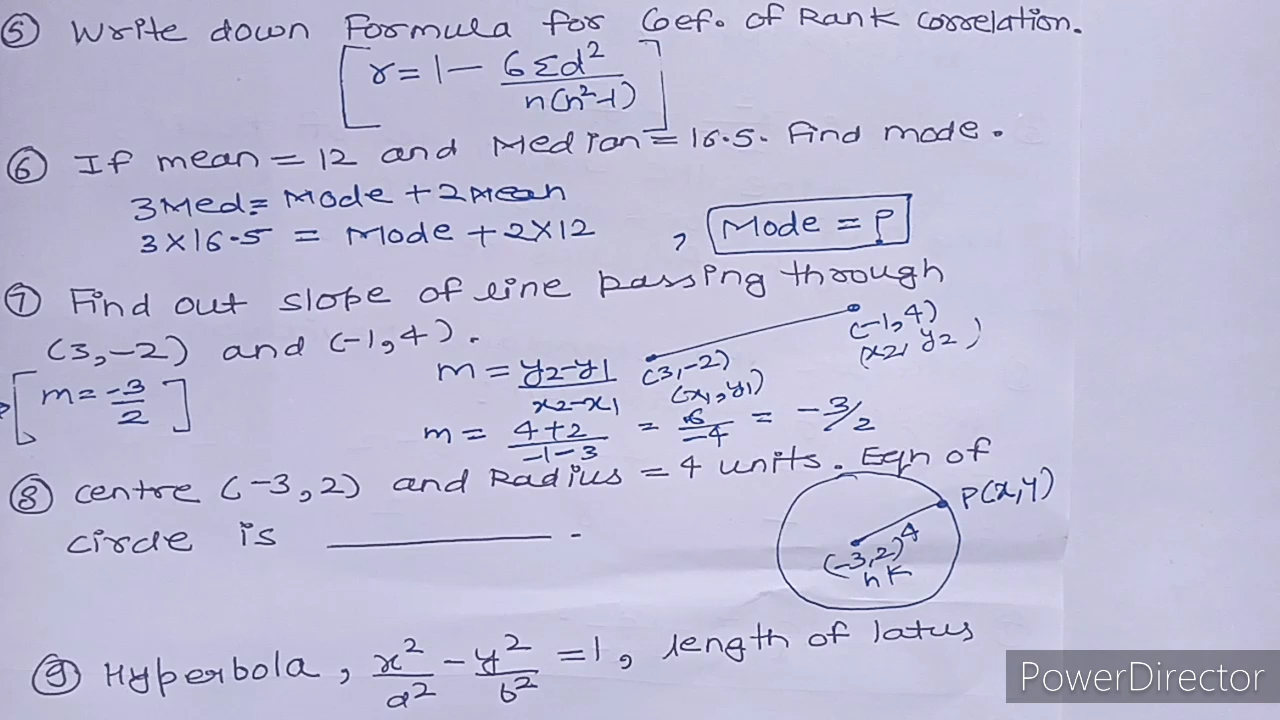 ⑤ Write down Formula for Coef. of Rank correlation.
[r = 1 - 6Σd² / n(n²-1)]
⑥ If mean = 12 and Median = 16.5. Find mode.
3 Med = Mode + 2 Mean
3 × 16.5 = Mode + 2×12 , Mode = ?
⑦ Find out slope of line passing through
(3, -2) and (-1, 4).
(-1, 4)
(x2, y2)
(3, -2)
(x1, y1)
[m = -3/2]
m = y2-y1 / x2-x1
m = 4+2 / -1-3 = 6/-4 = -3/2
⑧ centre (-3, 2) and Radius = 4 units. Eqn of
circle is ________ .
P(x, y)
4
(-3, 2)
h k
⑨ Hyperbola, x²/a² - y²/b² = 1, length of latus
PowerDirector